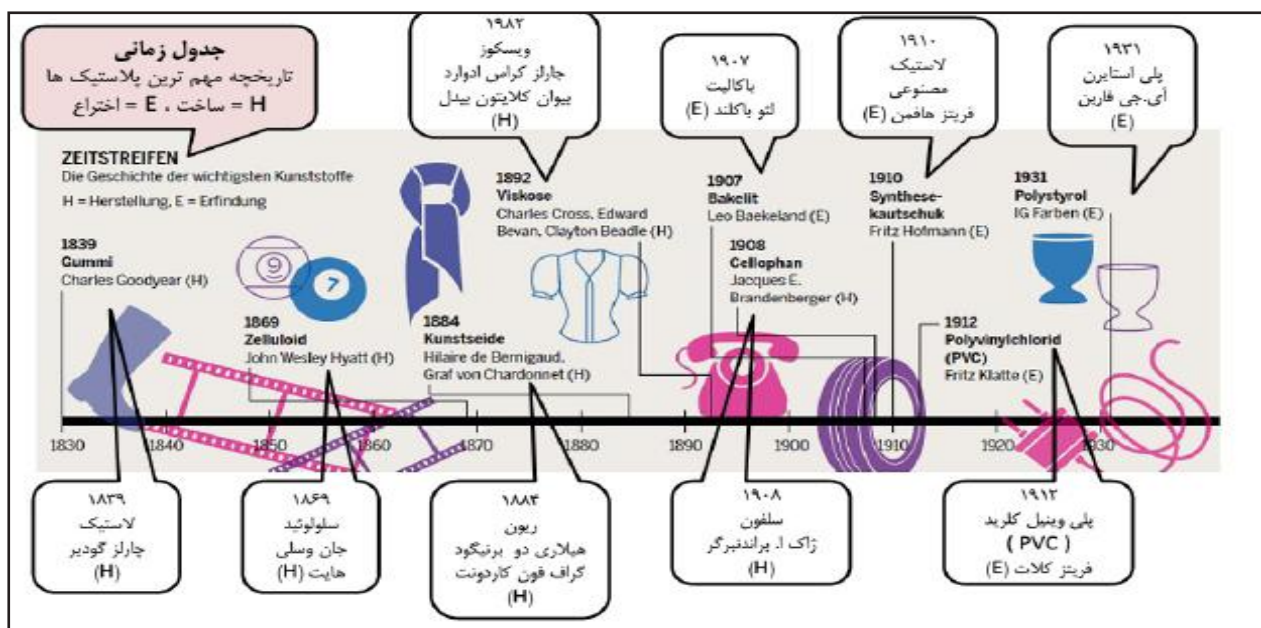 جدول زمانی
تاریخچه مهم ترین پلاستیک ها
H = ساخت ، E = اختراع
۱۹۸۲
ویسکوز
چارلز کراس ادوارد
بیوان کلایتون بیدل
(H)
۱۹۰۷
باکالیت
لئو باکلند (E)
۱۹۱۰
لاستیک
مصنوعی
فریتز هافمن (E)
۱۹۳۱
پلی استایرن
آی.جی فاربن
(E)
ZEITSTREIFEN
Die Geschichte der wichtigsten Kunststoffe
H = Herstellung, E = Erfindung
1839
Gummi
Charles Goodyear (H)
9
7
1869
Zelluloid
John Wesley Hyatt (H)
1884
Kunstseide
Hilaire de Bernigaud,
Graf von Chardonnet (H)
1892
Viskose
Charles Cross, Edward
Bevan, Clayton Beadle (H)
1907
Bakelit
Leo Baekeland (E)
1908
Cellophan
Jacques E.
Brandenberger (H)
1910
Synthese-
kautschuk
Fritz Hofmann (E)
1912
Polyvinylchlorid
(PVC)
Fritz Klatte (E)
1931
Polystyrol
IG Farben (E)
1830 1840 1850 1860 1870 1880 1890 1900 1910 1920 1930
۱۸۳۹
لاستیک
چارلز گودیر
(H)
۱۸۶۹
سلولوئید
جان وسلی
هایت (H)
۱۸۸۴
ریون
هیلاری دو برنیگود
گراف فون کاردونت
(H)
۱۹۰۸
سلفون
ژاک ا. براندنبرگر
(H)
۱۹۱۲
پلی وینیل کلرید
( PVC )
فریتز کلات (E)